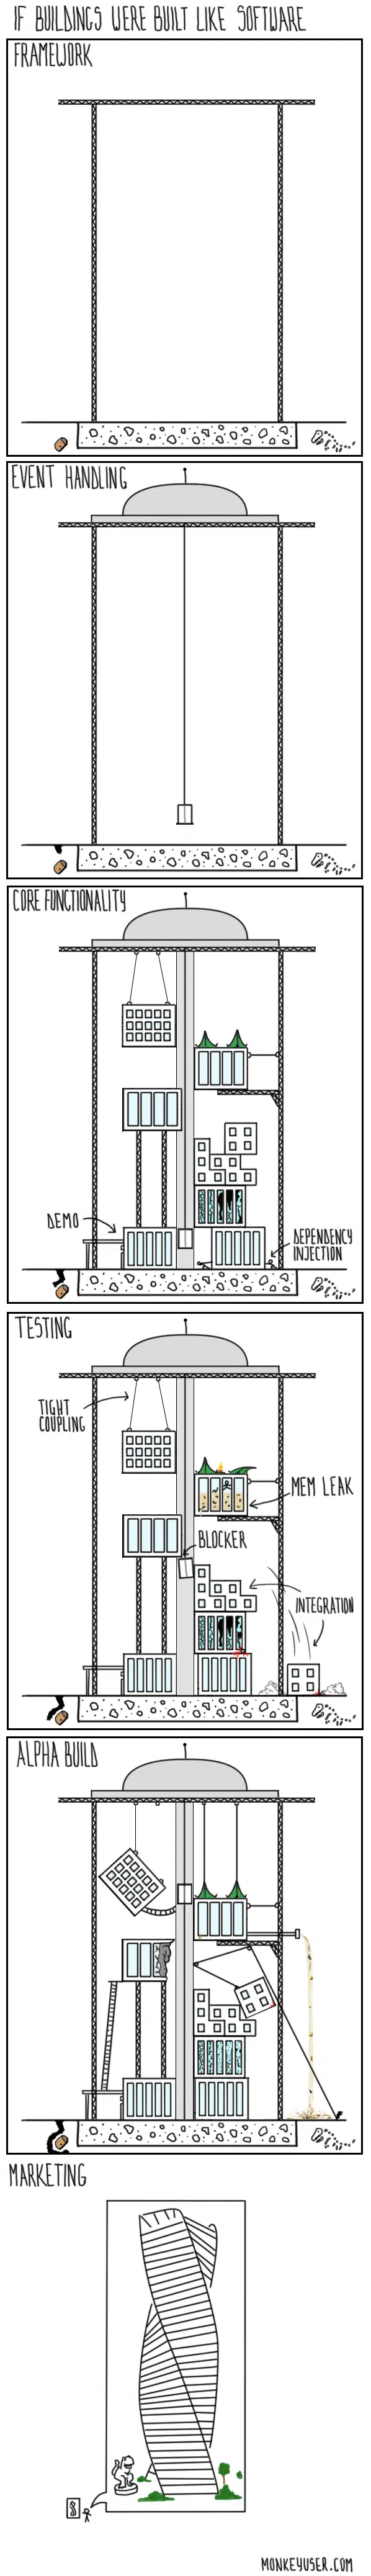 IF BUILDINGS WERE BUILT LIKE SOFTWARE
FRAMEWORK
EVENT HANDLING
CORE FUNCTIONALITY
DEMO
DEPENDENCY
INJECTION
TESTING
TIGHT
COUPLING
MEM LEAK
BLOCKER
INTEGRATION
ALPHA BUILD
MARKETING
$
MONKEYUSER.COM